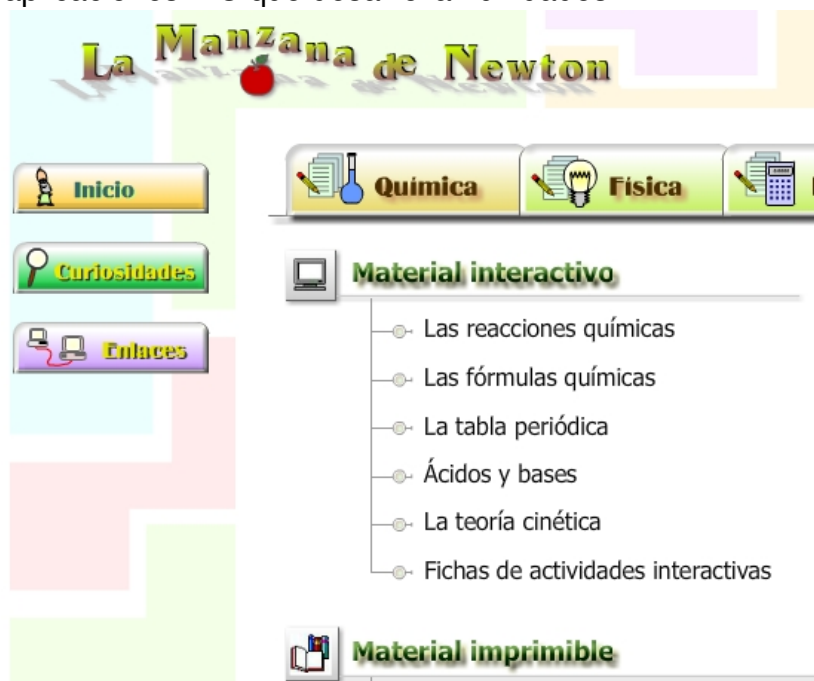 La Manzana de Newton
Inicio
Curiosidades
Enlaces
Química
Física
Material interactivo
Las reacciones químicas
Las fórmulas químicas
La tabla periódica
Ácidos y bases
La teoría cinética
Fichas de actividades interactivas
Material imprimible